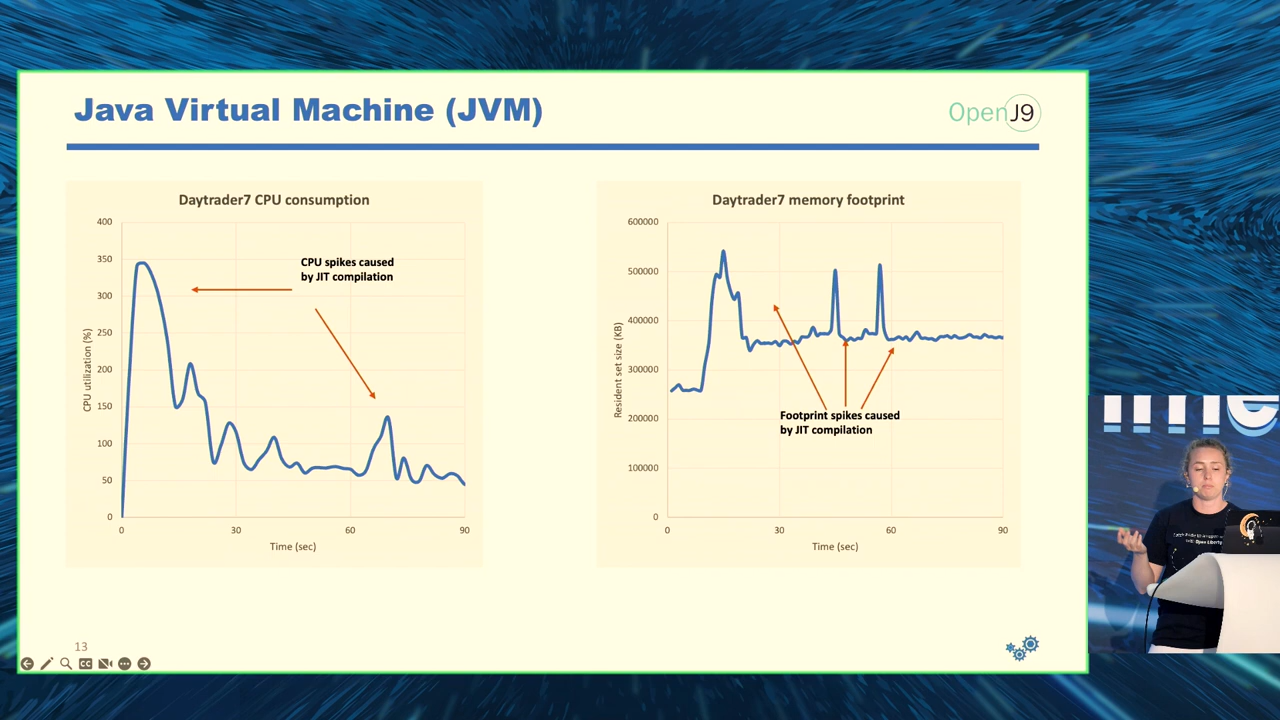 Java Virtual Machine (JVM)
OpenJ9
Daytrader7 CPU consumption
400
350
300
250
200
150
100
50
0
CPU utilization (%)
CPU spikes caused
by JIT compilation
0 30 60 90
Time (sec)
Daytrader7 memory footprint
600000
500000
400000
300000
200000
100000
0
Resident set size (KB)
Footprint spikes caused
by JIT compilation
0 30 60 90
Time (sec)
13
CC
Open Liberty